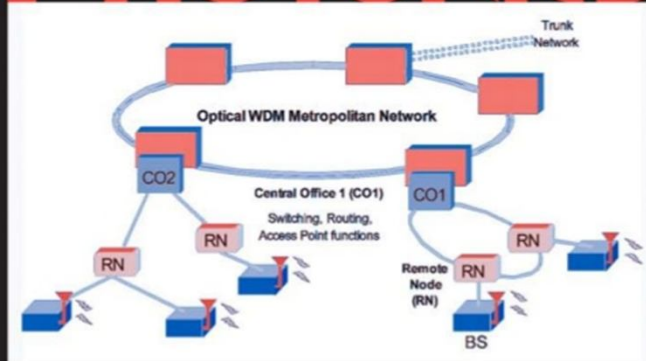 Trunk
Network
Optical WDM Metropolitan Network
CO2
Central Office 1 (CO1)
CO1
Switching, Routing,
Access Point functions
RN
RN
RN
Remote
Node
(RN)
RN
BS